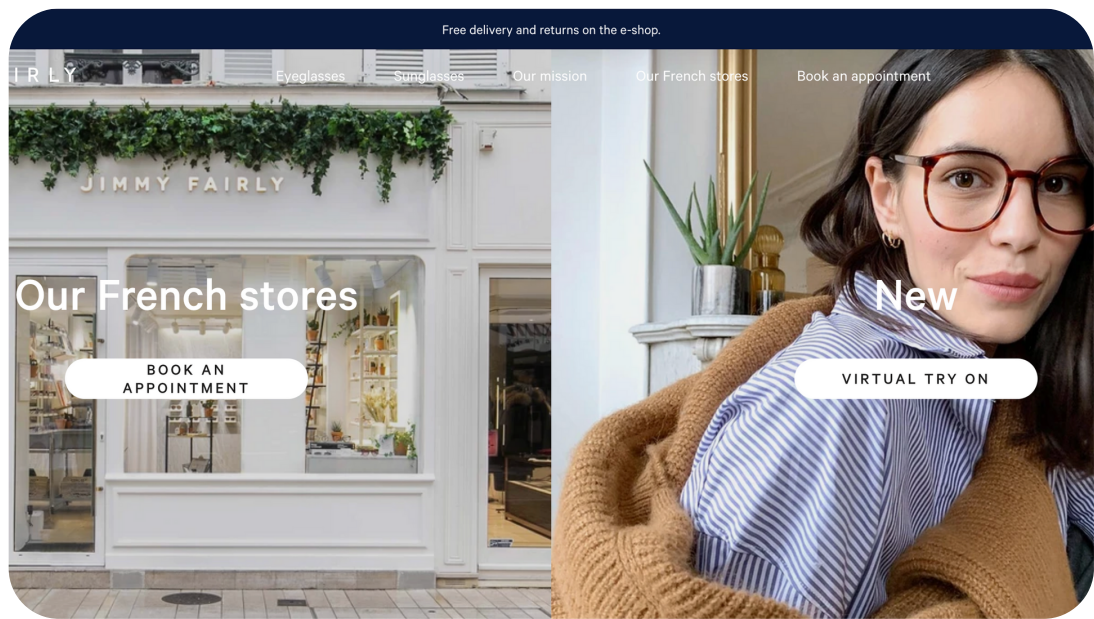 Free delivery and returns on the e-shop.
IRLY
Eyeglasses Sunglasses Our mission Our French stores Book an appointment
JIMMY FAIRLY
Our French stores
BOOK AN
APPOINTMENT
New
VIRTUAL TRY ON